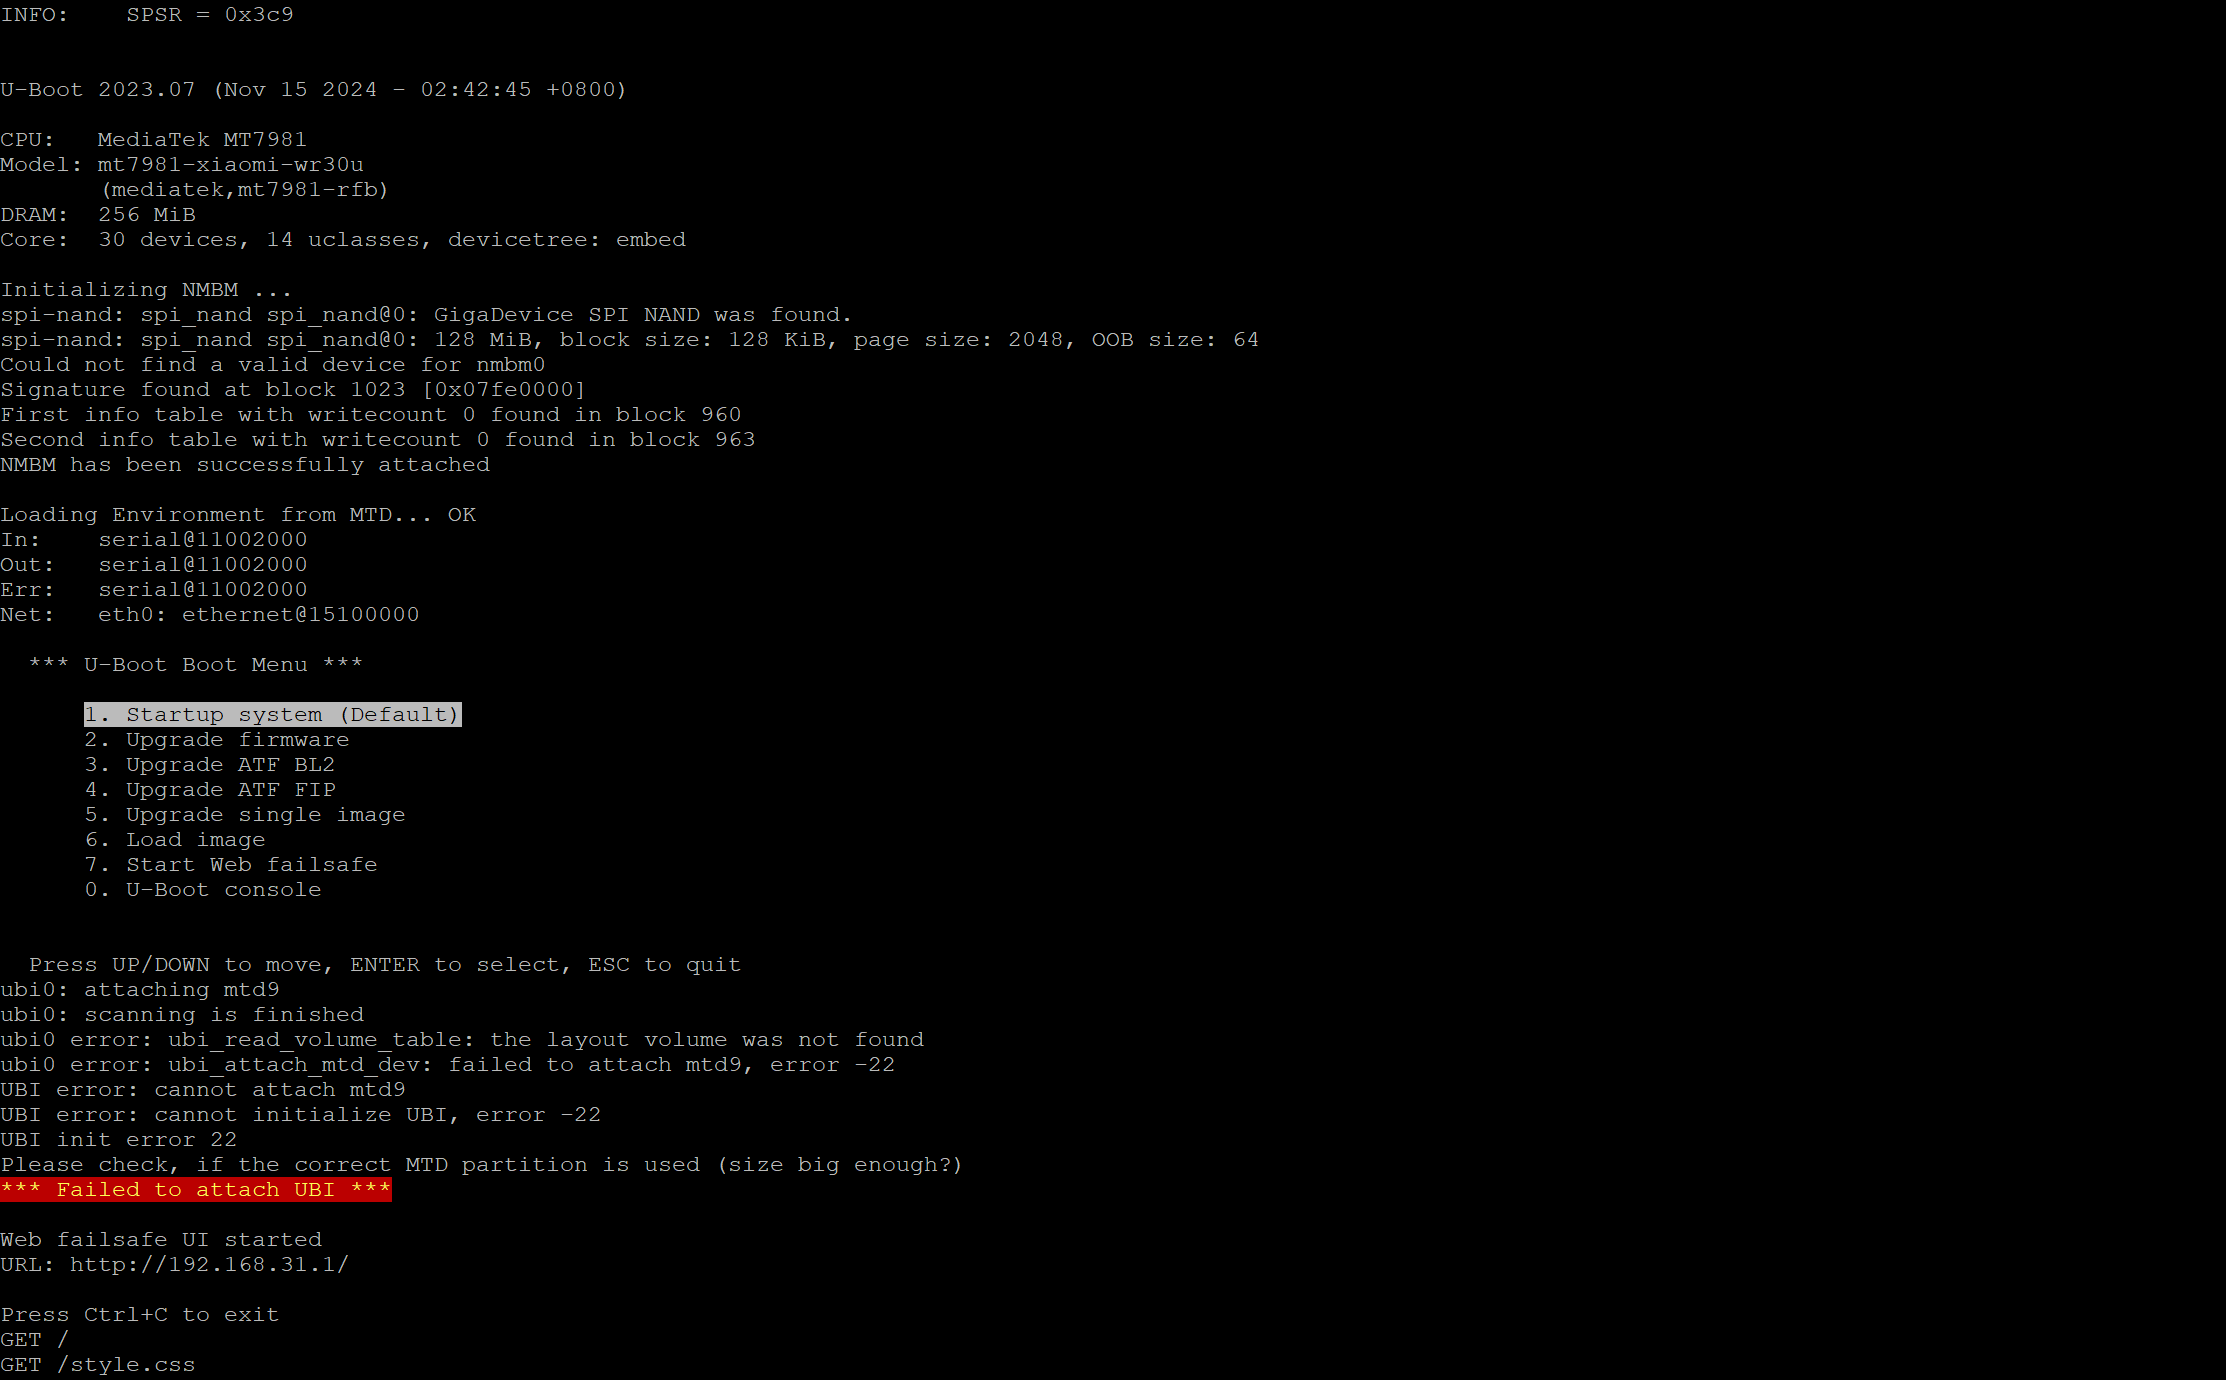 INFO:    SPSR = 0x3c9
U-Boot 2023.07 (Nov 15 2024 - 02:42:45 +0800)
CPU:   MediaTek MT7981
Model: mt7981-xiaomi-wr30u
(mediatek,mt7981-rfb)
DRAM:  256 MiB
Core:  30 devices, 14 uclasses, devicetree: embed
Initializing NMBM ...
spi-nand: spi_nand spi_nand@0: GigaDevice SPI NAND was found.
spi-nand: spi_nand spi_nand@0: 128 MiB, block size: 128 KiB, page size: 2048, OOB size: 64
Could not find a valid device for nmbm0
Signature found at block 1023 [0x07fe0000]
First info table with writecount 0 found in block 960
Second info table with writecount 0 found in block 963
NMBM has been successfully attached
Loading Environment from MTD... OK
In:    serial@11002000
Out:   serial@11002000
Err:   serial@11002000
Net:   eth0: ethernet@15100000
*** U-Boot Boot Menu ***
1. Startup system (Default)
2. Upgrade firmware
3. Upgrade ATF BL2
4. Upgrade ATF FIP
5. Upgrade single image
6. Load image
7. Start Web failsafe
0. U-Boot console
Press UP/DOWN to move, ENTER to select, ESC to quit
ubi0: attaching mtd9
ubi0: scanning is finished
ubi0 error: ubi_read_volume_table: the layout volume was not found
ubi0 error: ubi_attach_mtd_dev: failed to attach mtd9, error -22
UBI error: cannot attach mtd9
UBI error: cannot initialize UBI, error -22
UBI init error 22
Please check, if the correct MTD partition is used (size big enough?)
*** Failed to attach UBI ***
Web failsafe UI started
URL: http://192.168.31.1/
Press Ctrl+C to exit
GET /
GET /style.css